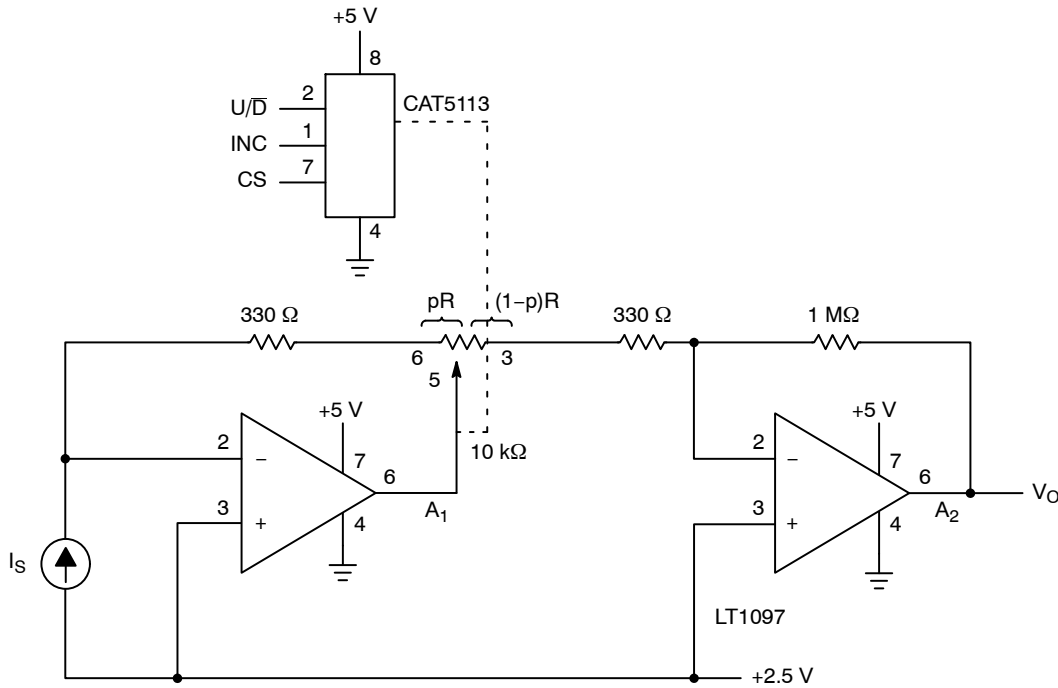 +5 V
8
CAT5113
2
U/D̅
1
INC
7
CS
4
pR
(1−p)R
330 Ω
330 Ω
1 MΩ
6
3
5
+5 V
+5 V
10 kΩ
2
−
7
6
3
+
4
A1
2
−
7
6
3
+
4
A2
VO
IS
LT1097
+2.5 V